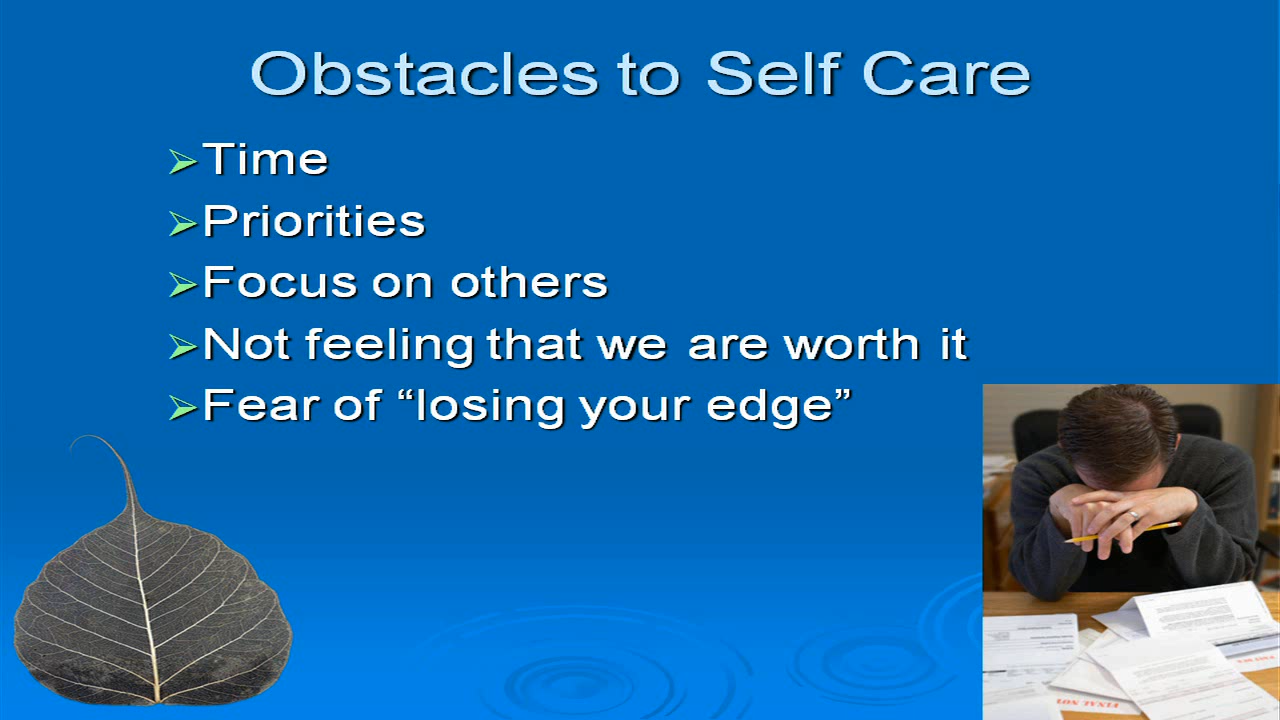 Obstacles to Self Care
Time
Priorities
Focus on others
Not feeling that we are worth it
Fear of “losing your edge”